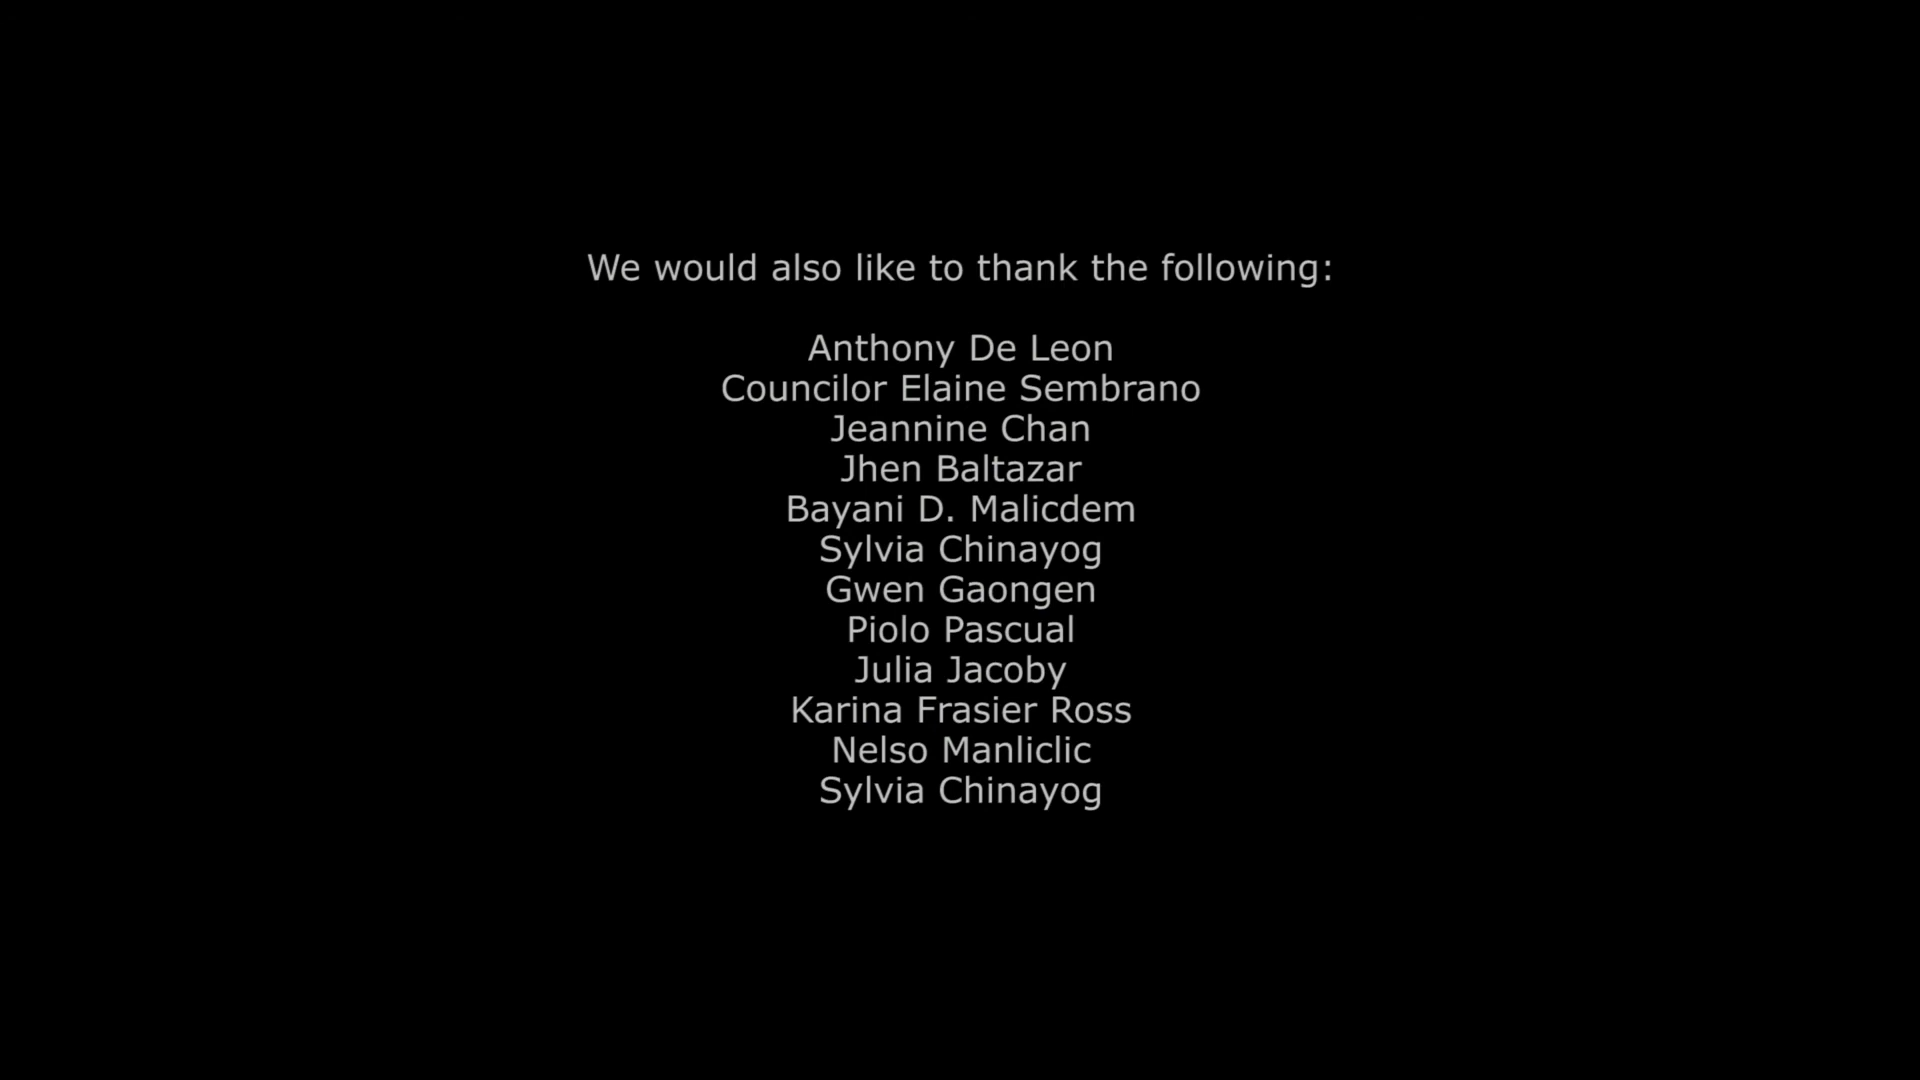 We would also like to thank the following:
Anthony De Leon
Councilor Elaine Sembrano
Jeannine Chan
Jhen Baltazar
Bayani D. Malicdem
Sylvia Chinayog
Gwen Gaongen
Piolo Pascual
Julia Jacoby
Karina Frasier Ross
Nelso Manliclic
Sylvia Chinayog